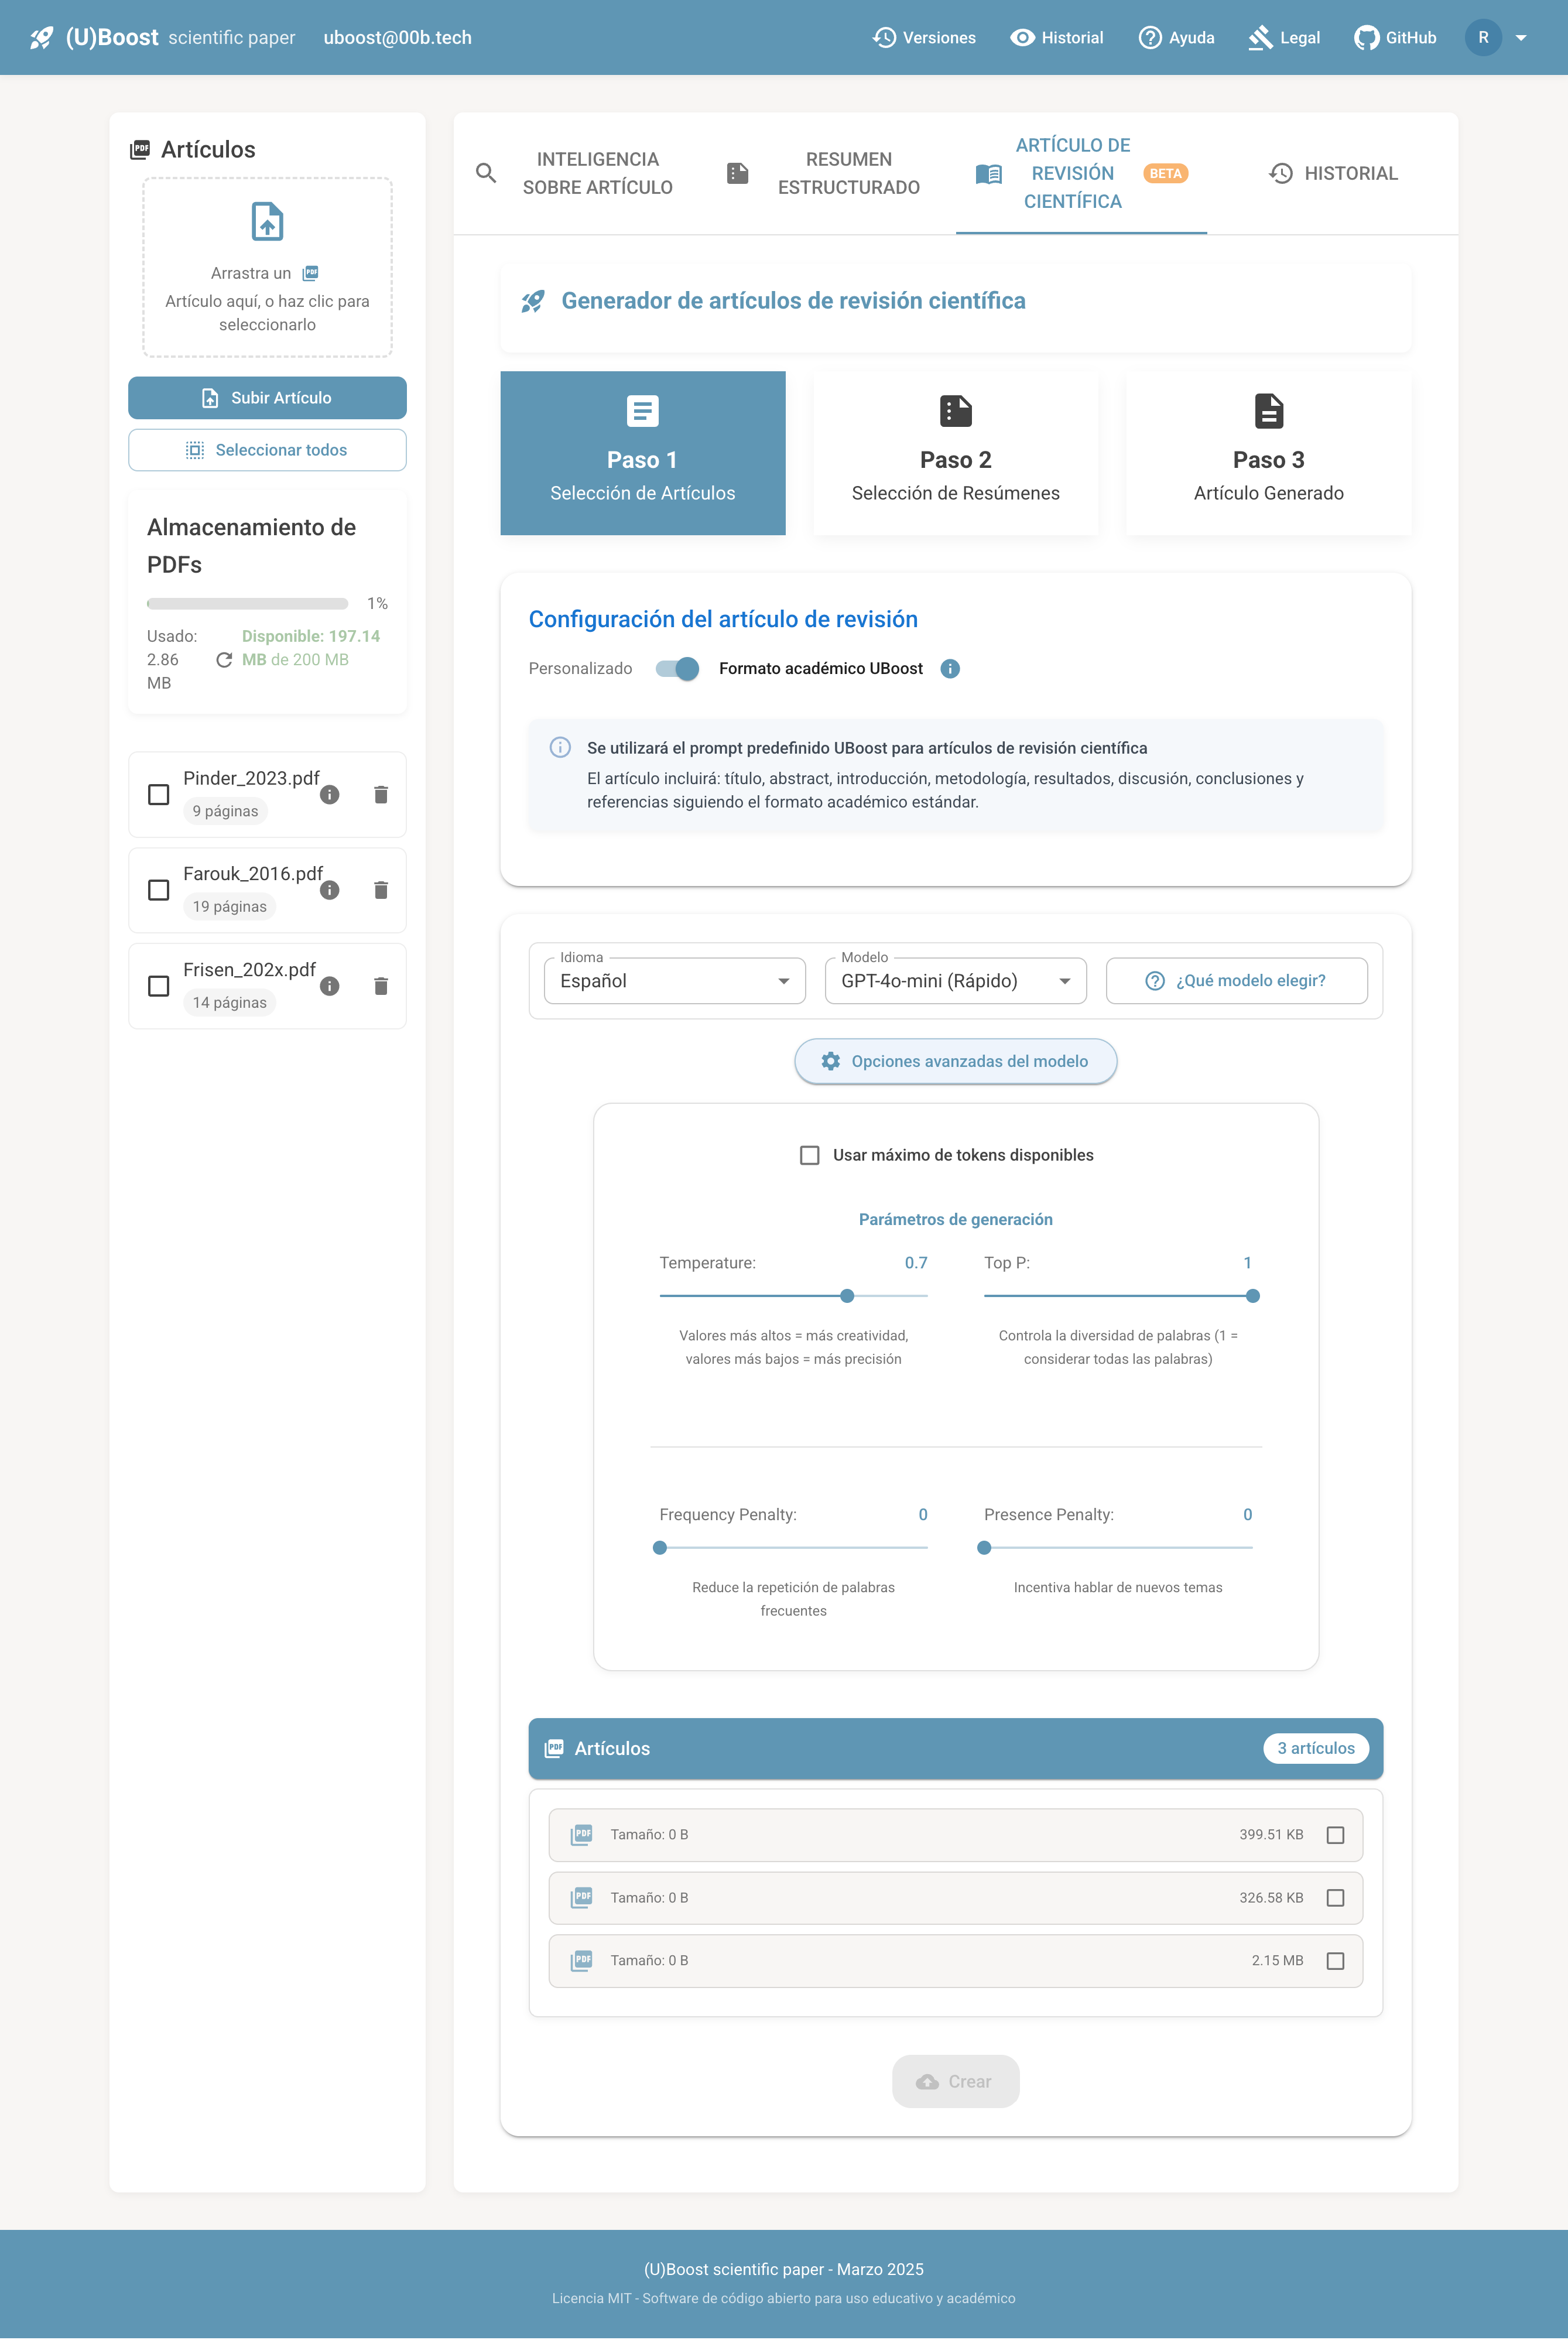 (U)Boost scientific paper uboost@00b.tech Versiones Historial Ayuda Legal GitHub R
PDF Artículos
Arrastra un PDF
Artículo aquí, o haz clic para
seleccionarlo
Subir Artículo
Seleccionar todos
Almacenamiento de
PDFs
1%
Usado:
2.86
MB
Disponible: 197.14
MB de 200 MB
Pinder_2023.pdf
9 páginas
Farouk_2016.pdf
19 páginas
Frisen_202x.pdf
14 páginas
INTELIGENCIA
SOBRE ARTÍCULO
RESUMEN
ESTRUCTURADO
ARTÍCULO DE
REVISIÓN
CIENTÍFICA
BETA
HISTORIAL
Generador de artículos de revisión científica
Paso 1
Selección de Artículos
Paso 2
Selección de Resúmenes
Paso 3
Artículo Generado
Configuración del artículo de revisión
Personalizado Formato académico UBoost
Se utilizará el prompt predefinido UBoost para artículos de revisión científica
El artículo incluirá: título, abstract, introducción, metodología, resultados, discusión, conclusiones y
referencias siguiendo el formato académico estándar.
Idioma
Español
Modelo
GPT-4o-mini (Rápido)
¿Qué modelo elegir?
Opciones avanzadas del modelo
Usar máximo de tokens disponibles
Parámetros de generación
Temperature: 0.7
Valores más altos = más creatividad,
valores más bajos = más precisión
Top P: 1
Controla la diversidad de palabras (1 =
considerar todas las palabras)
Frequency Penalty: 0
Reduce la repetición de palabras
frecuentes
Presence Penalty: 0
Incentiva hablar de nuevos temas
PDF Artículos 3 artículos
PDF Tamaño: 0 B 399.51 KB
PDF Tamaño: 0 B 326.58 KB
PDF Tamaño: 0 B 2.15 MB
Crear
(U)Boost scientific paper - Marzo 2025
Licencia MIT - Software de código abierto para uso educativo y académico